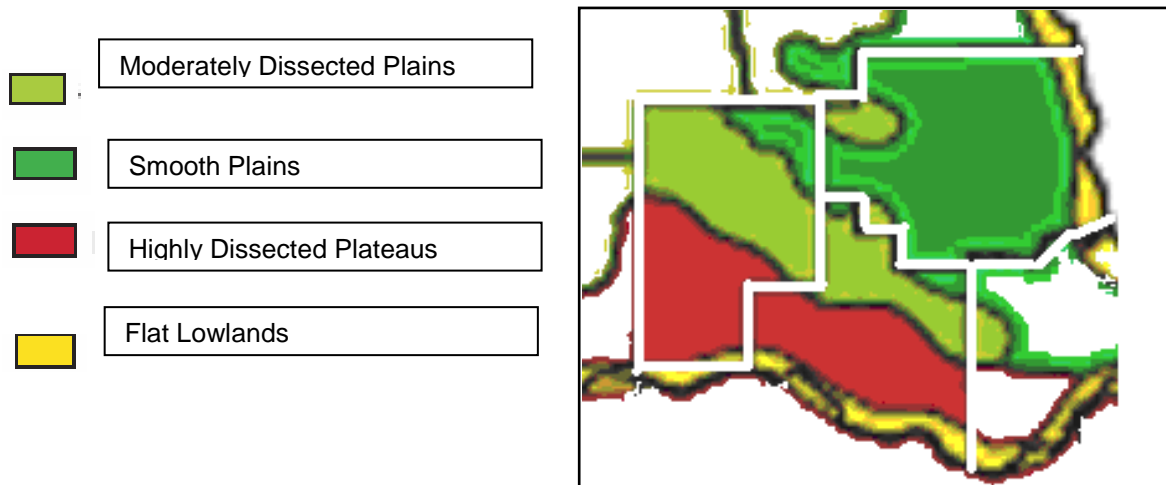 Moderately Dissected Plains
Smooth Plains
Highly Dissected Plateaus
Flat Lowlands